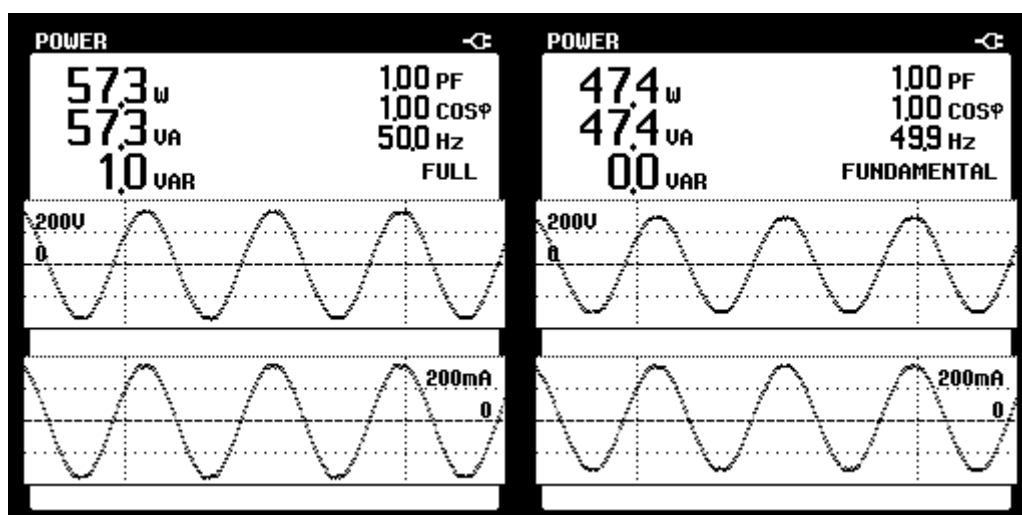 POWER
57.3 W
57.3 VA
1.0 VAR
1.00 PF
1.00 COSφ
50.0 Hz
FULL
200V
0
200mA
0
POWER
47.4 W
47.4 VA
0.0 VAR
1.00 PF
1.00 COSφ
49.9 Hz
FUNDAMENTAL
200V
0
200mA
0